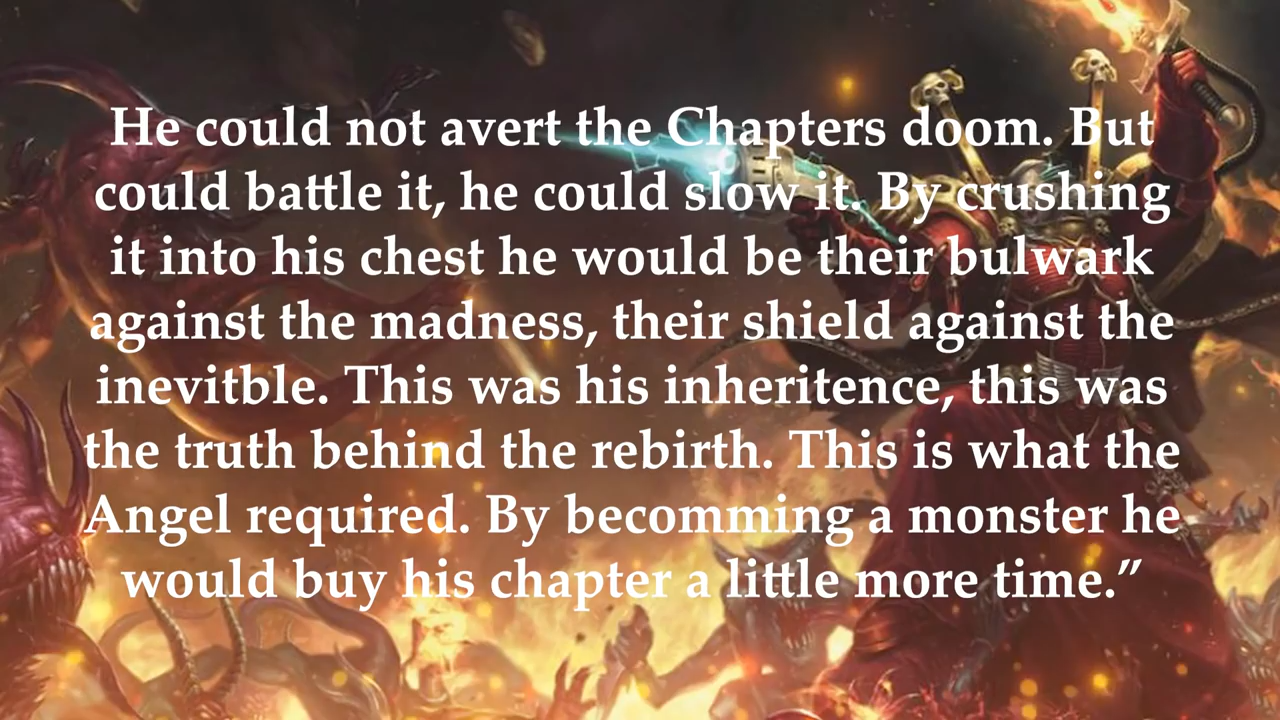 He could not avert the Chapters doom. But
could battle it, he could slow it. By crushing
it into his chest he would be their bulwark
against the madness, their shield against the
inevitble. This was his inheritence, this was
the truth behind the rebirth. This is what the
Angel required. By becomming a monster he
would buy his chapter a little more time.”